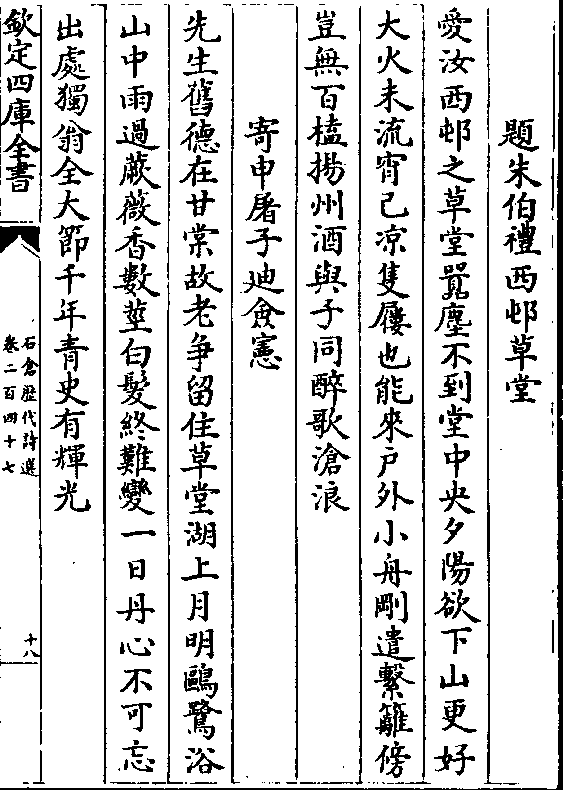 題朱伯禮西邨草堂
愛汝西邨之草堂囂塵不到堂中央夕陽欲下山更好
大火未流宵已凉隻屨也能來戸外小舟剛遣繫籬傍
豈無百榼揚州酒與子同醉歌滄浪
寄申屠子迪僉憲
先生舊德在甘棠故老爭留住草堂湖上月明鷗鷺浴
山中雨過蕨薇香數莖白髮終難變一日丹心不可忘
出處獨翁全大節千年青史有輝光
欽定四庫全書
石倉歷代詩選
卷二百四十七
十八